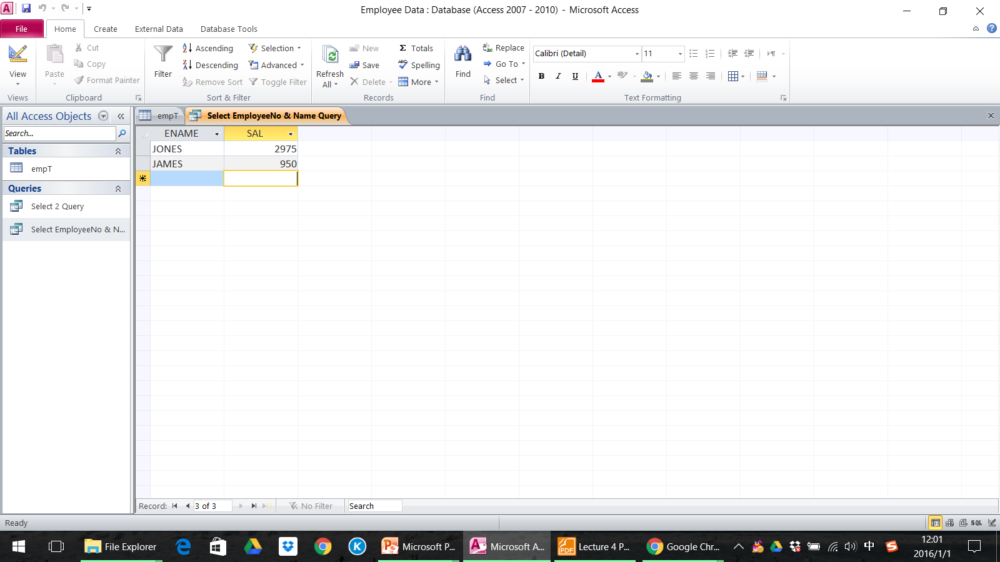 Employee Data : Database (Access 2007 - 2010) - Microsoft Access
File Home Create External Data Database Tools
View
Views
Paste
Cut
Copy
Format Painter
Clipboard
Filter
Ascending
Descending
Remove Sort
Selection
Advanced
Toggle Filter
Sort & Filter
Refresh
All
New
Save
Delete
Totals
Spelling
More
Records
Find
Replace
Go To
Select
Find
Calibri (Detail) 11
B I U A
Text Formatting
All Access Objects
Search...
Tables
empT
Queries
Select 2 Query
Select EmployeeNo & N...
empT Select EmployeeNo & Name Query
ENAME SAL
JONES 2975
JAMES 950
Record: 3 of 3 No Filter Search
Ready SQL
File Explorer Microsoft P... Microsoft A... Lecture 4 P... Google Chr... 中
12:01
2016/1/1